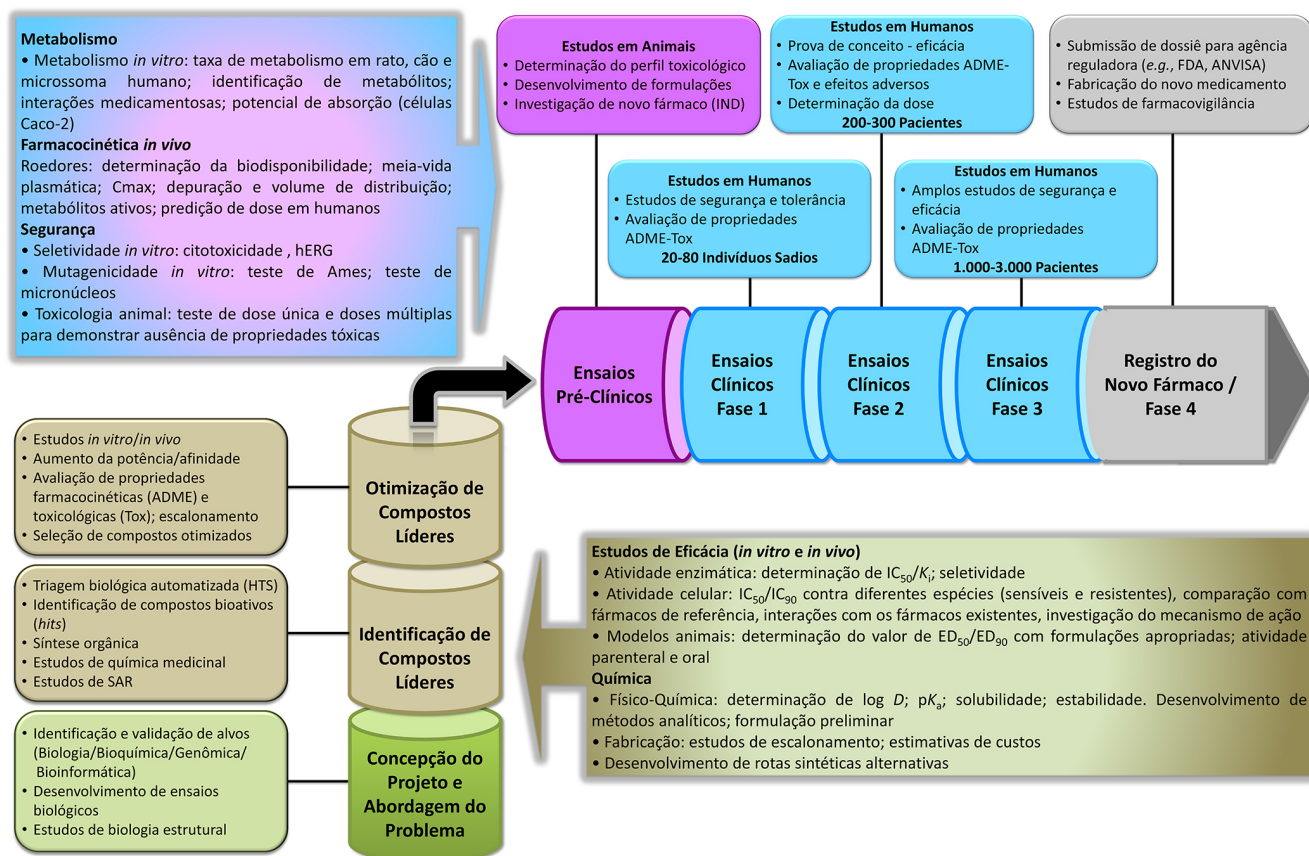 Metabolismo
• Metabolismo in vitro: taxa de metabolismo em rato, cão e
microssoma humano; identificação de metabólitos;
interações medicamentosas; potencial de absorção (células
Caco-2)
Farmacocinética in vivo
Roedores: determinação da biodisponibilidade; meia-vida
plasmática; Cmax; depuração e volume de distribuição;
metabólitos ativos; predição de dose em humanos
Segurança
• Seletividade in vitro: citotoxicidade , hERG
• Mutagenicidade in vitro: teste de Ames; teste de
micronúcleos
• Toxicologia animal: teste de dose única e doses múltiplas
para demonstrar ausência de propriedades tóxicas
Estudos em Animais
• Determinação do perfil toxicológico
• Desenvolvimento de formulações
• Investigação de novo fármaco (IND)
Estudos em Humanos
• Prova de conceito - eficácia
• Avaliação de propriedades ADME-
Tox e efeitos adversos
• Determinação da dose
200-300 Pacientes
• Submissão de dossiê para agência
reguladora (e.g., FDA, ANVISA)
• Fabricação do novo medicamento
• Estudos de farmacovigilância
Estudos em Humanos
• Estudos de segurança e tolerância
• Avaliação de propriedades
ADME-Tox
20-80 Indivíduos Sadios
Estudos em Humanos
• Amplos estudos de segurança e
eficácia
• Avaliação de propriedades
ADME-Tox
1.000-3.000 Pacientes
Ensaios
Pré-Clínicos
Ensaios
Clínicos
Fase 1
Ensaios
Clínicos
Fase 2
Ensaios
Clínicos
Fase 3
Registro do
Novo Fármaco /
Fase 4
• Estudos in vitro/in vivo
• Aumento da potência/afinidade
• Avaliação de propriedades
farmacocinéticas (ADME) e
toxicológicas (Tox); escalonamento
• Seleção de compostos otimizados
Otimização de
Compostos
Líderes
• Triagem biológica automatizada (HTS)
• Identificação de compostos bioativos
(hits)
• Síntese orgânica
• Estudos de química medicinal
• Estudos de SAR
Identificação de
Compostos
Líderes
• Identificação e validação de alvos
(Biologia/Bioquímica/Genômica/
Bioinformática)
• Desenvolvimento de ensaios
biológicos
• Estudos de biologia estrutural
Concepção do
Projeto e
Abordagem do
Problema
Estudos de Eficácia (in vitro e in vivo)
• Atividade enzimática: determinação de IC50/Ki; seletividade
• Atividade celular: IC50/IC90 contra diferentes espécies (sensíveis e resistentes), comparação com
fármacos de referência, interações com os fármacos existentes, investigação do mecanismo de ação
• Modelos animais: determinação do valor de ED50/ED90 com formulações apropriadas; atividade
parenteral e oral
Química
• Físico-Química: determinação de log D; pKa; solubilidade; estabilidade. Desenvolvimento de
métodos analíticos; formulação preliminar
• Fabricação: estudos de escalonamento; estimativas de custos
• Desenvolvimento de rotas sintéticas alternativas